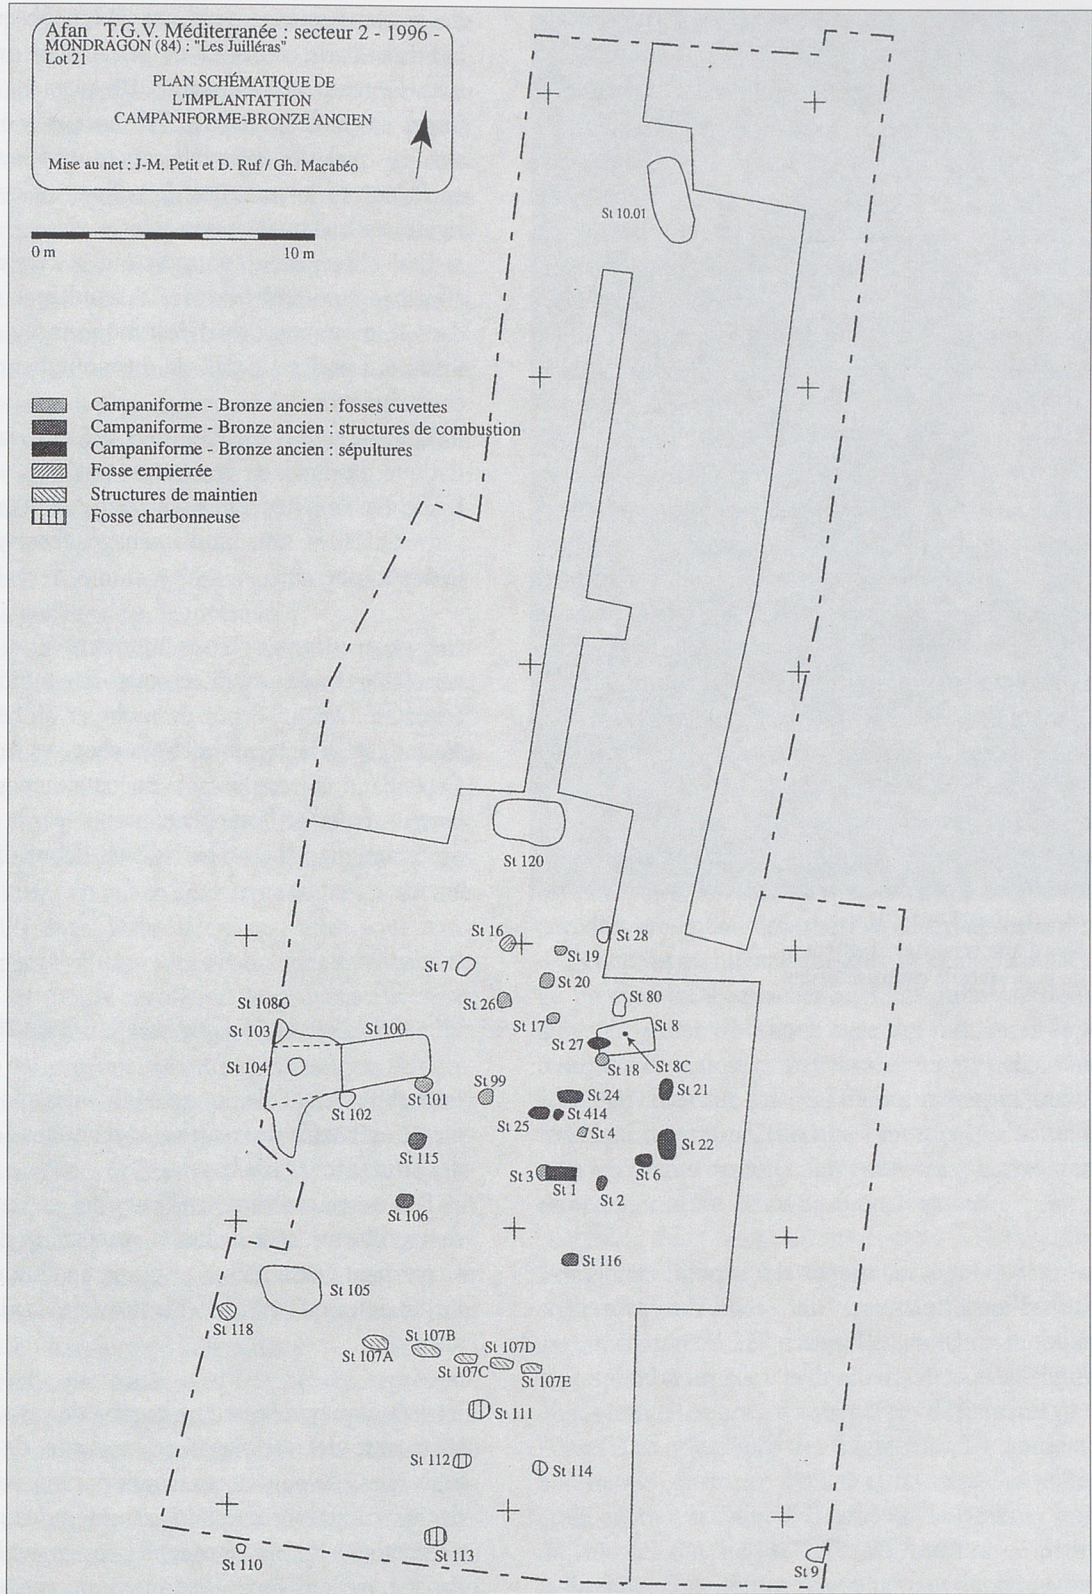 Afan T.G.V. Méditerranée : secteur 2 - 1996 -
MONDRAGON (84) : "Les Juilléras"
Lot 21
PLAN SCHÉMATIQUE DE
L'IMPLANTATTION
CAMPANIFORME-BRONZE ANCIEN
Mise au net : J-M. Petit et D. Ruf / Gh. Macabéo
0 m 10 m
Campaniforme - Bronze ancien : fosses cuvettes
Campaniforme - Bronze ancien : structures de combustion
Campaniforme - Bronze ancien : sépultures
Fosse empierrée
Structures de maintien
Fosse charbonneuse
St 10.01
St 120
St 16
St 28
St 19
St 7
St 20
St 26
St 80
St 108
St 17
St 8
St 103
St 100
St 27
St 104
St 18
St 8C
St 99
St 24
St 21
St 102
St 101
St 25
St 414
St 4
St 115
St 22
St 3
St 6
St 1
St 2
St 106
St 116
St 105
St 118
St 107B
St 107D
St 107A
St 107C
St 107E
St 111
St 112
St 114
St 113
St 110
St 9